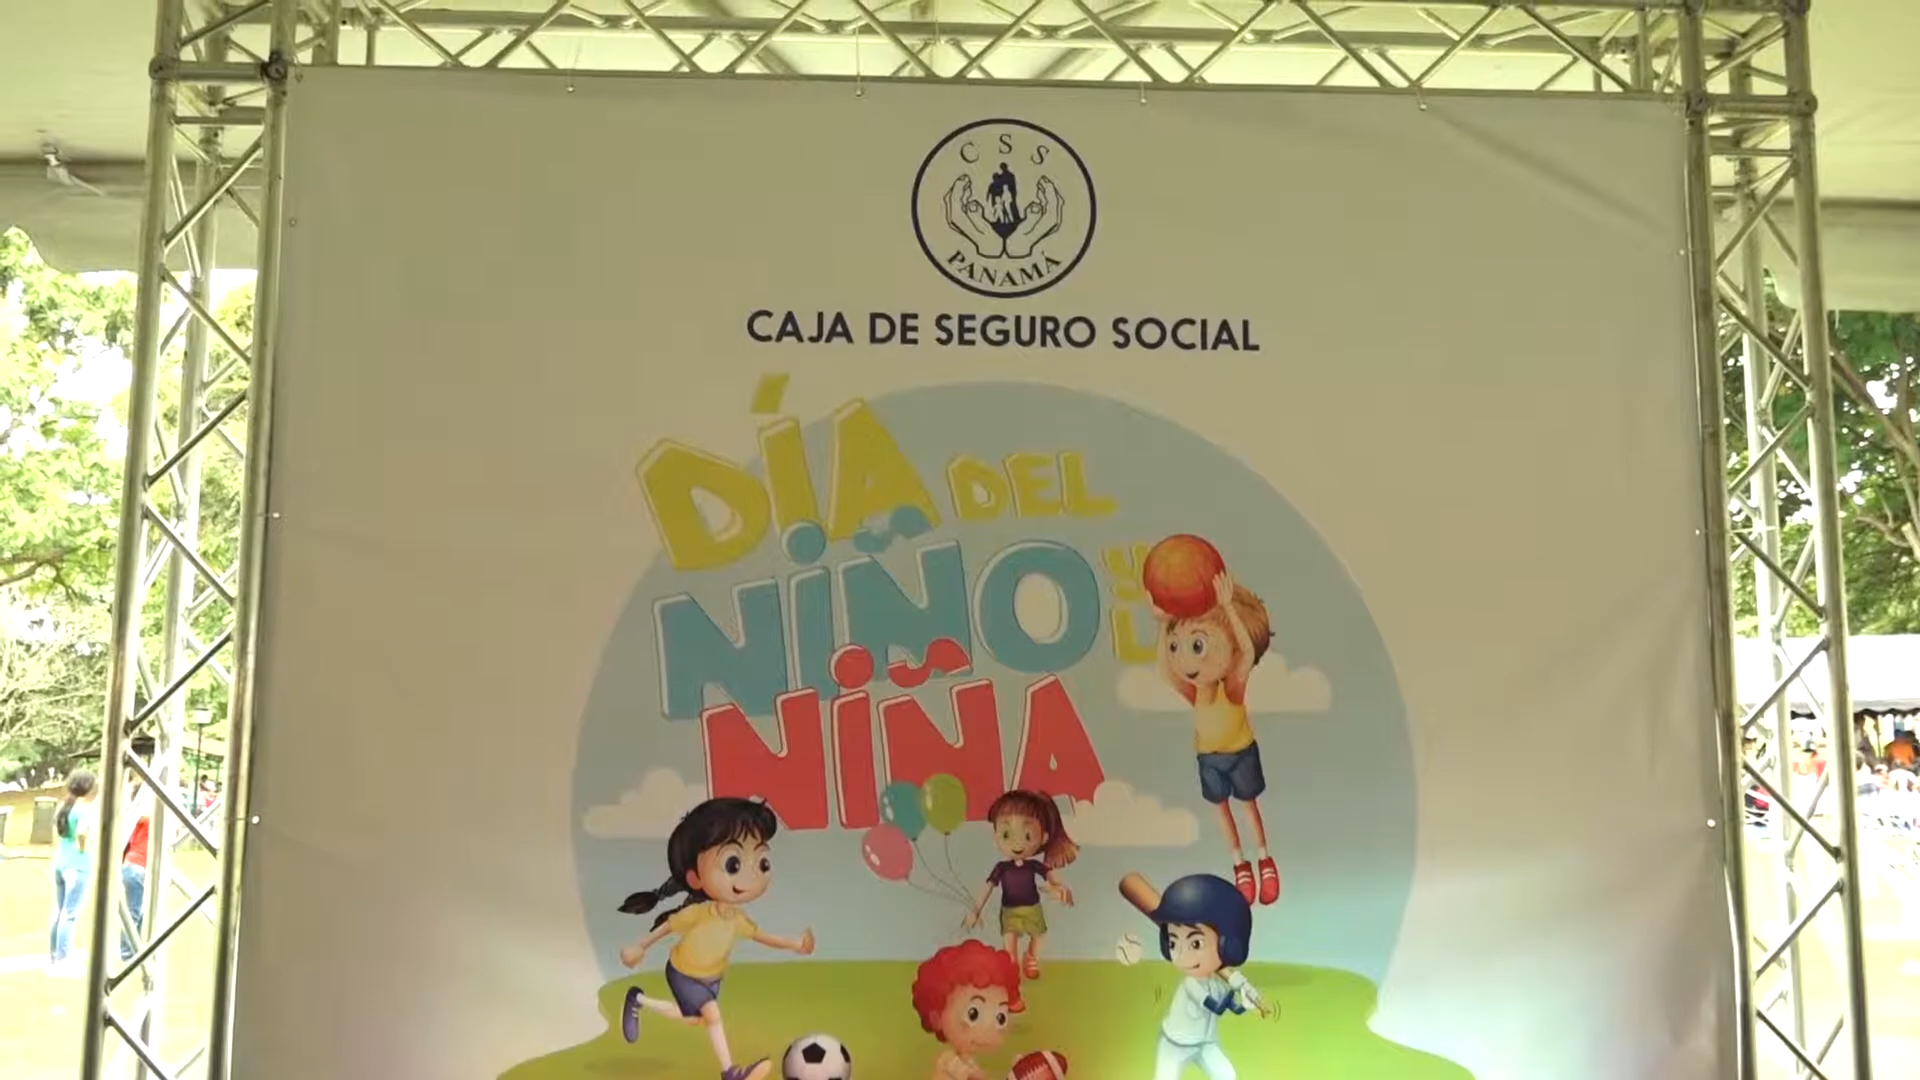 CSS
PANAMÁ
CAJA DE SEGURO SOCIAL
DÍA DEL
NIÑO y L
NIÑA